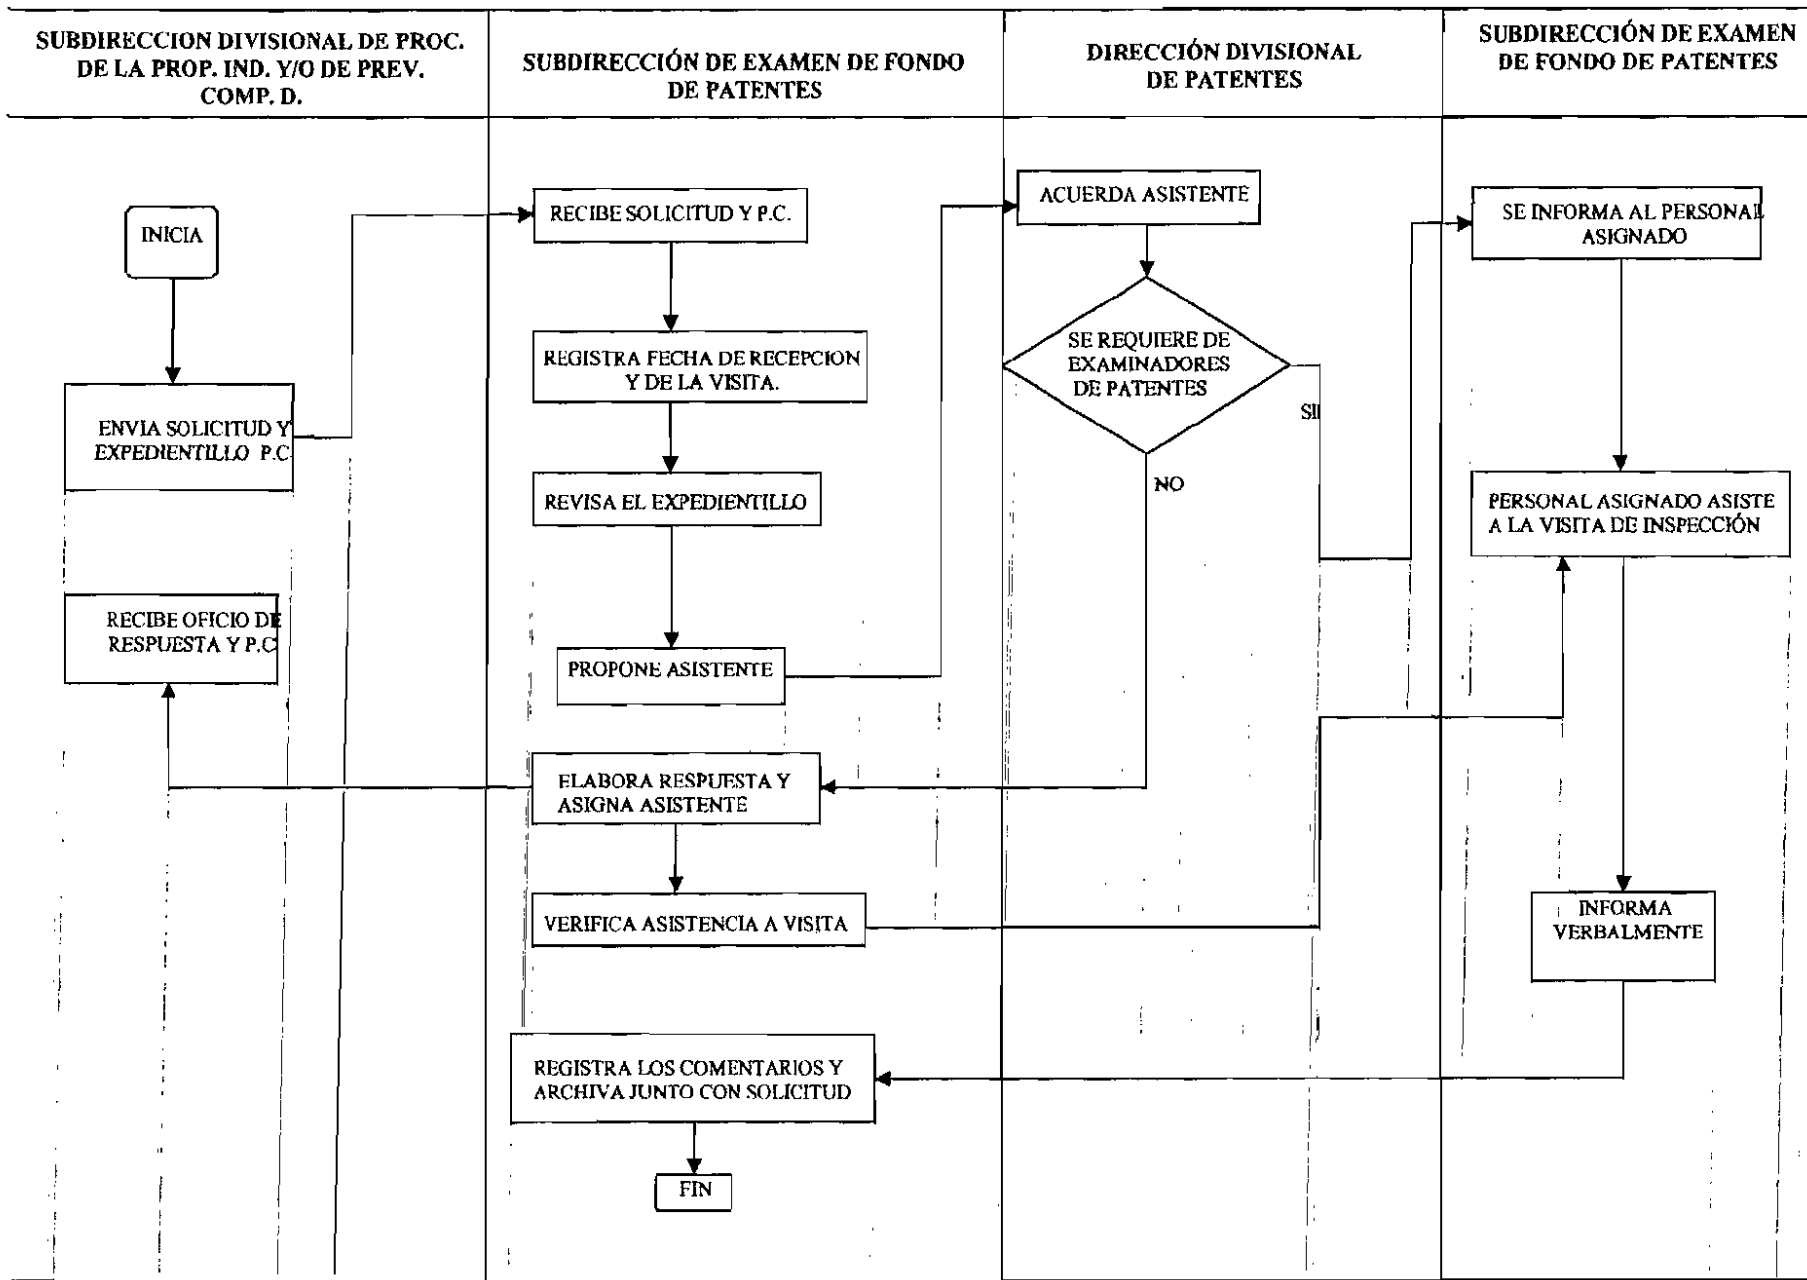 SUBDIRECCION DIVISIONAL DE PROC.
DE LA PROP. IND. Y/O DE PREV.
COMP. D.
SUBDIRECCIÓN DE EXAMEN DE FONDO
DE PATENTES
DIRECCIÓN DIVISIONAL
DE PATENTES
SUBDIRECCIÓN DE EXAMEN
DE FONDO DE PATENTES
INICIA
ENVIA SOLICITUD Y
EXPEDIENTILLO P.C.
RECIBE OFICIO DE
RESPUESTA Y P.C
RECIBE SOLICITUD Y P.C.
REGISTRA FECHA DE RECEPCION
Y DE LA VISITA.
REVISA EL EXPEDIENTILLO
PROPONE ASISTENTE
ELABORA RESPUESTA Y
ASIGNA ASISTENTE
VERIFICA ASISTENCIA A VISITA
REGISTRA LOS COMENTARIOS Y
ARCHIVA JUNTO CON SOLICITUD
FIN
ACUERDA ASISTENTE
SE REQUIERE DE
EXAMINADORES
DE PATENTES
SI
NO
SE INFORMA AL PERSONAL
ASIGNADO
PERSONAL ASIGNADO ASISTE
A LA VISITA DE INSPECCIÓN
INFORMA
VERBALMENTE